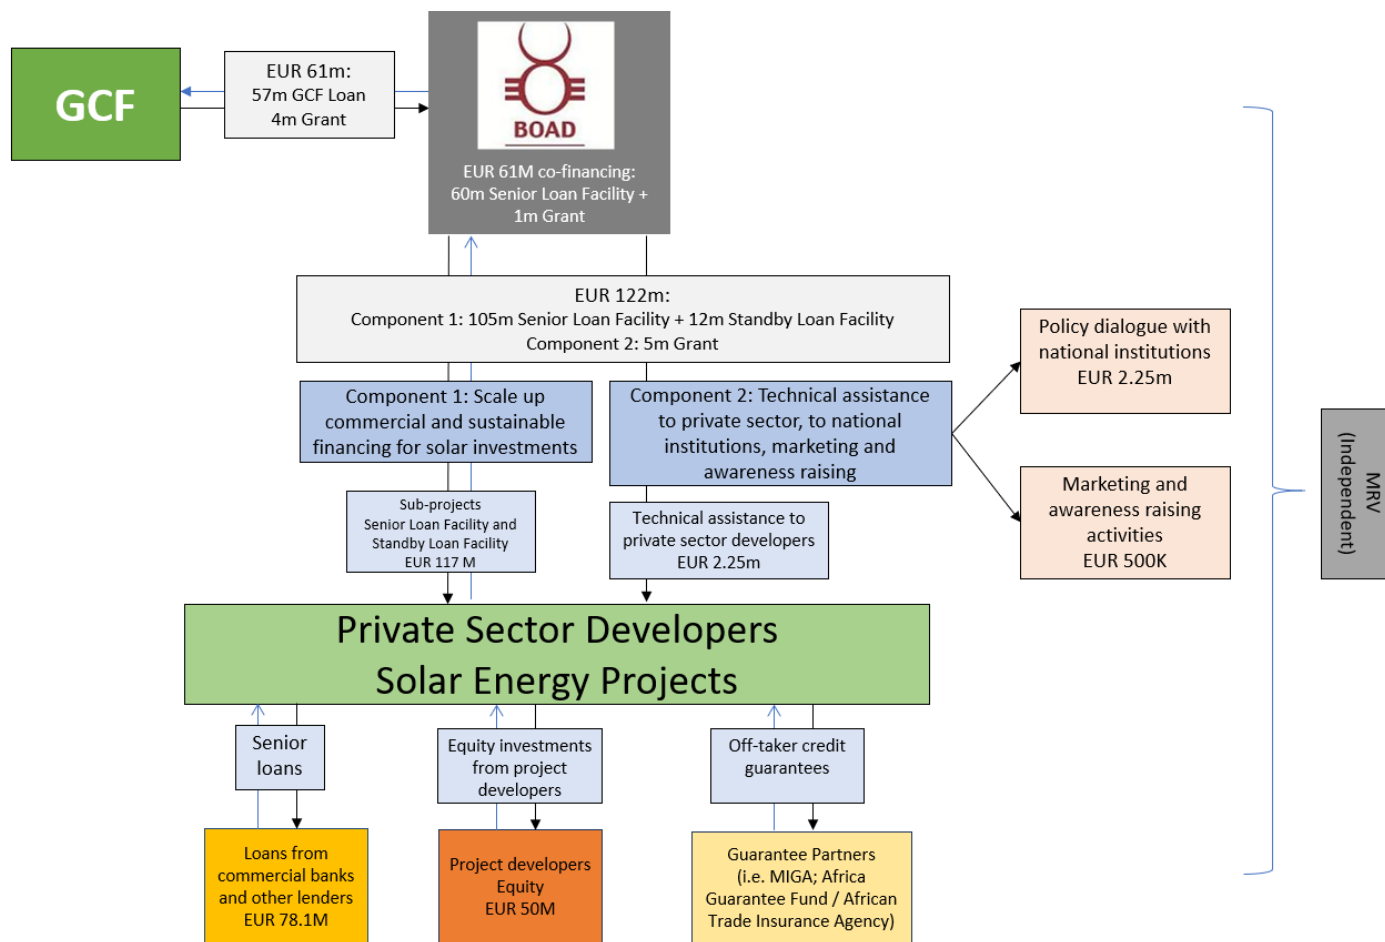 GCF
EUR 61m:
57m GCF Loan
4m Grant
BOAD
EUR 61M co-financing:
60m Senior Loan Facility +
1m Grant
EUR 122m:
Component 1: 105m Senior Loan Facility + 12m Standby Loan Facility
Component 2: 5m Grant
Component 1: Scale up
commercial and sustainable
financing for solar investments
Component 2: Technical assistance
to private sector, to national
institutions, marketing and
awareness raising
Policy dialogue with
national institutions
EUR 2.25m
Marketing and
awareness raising
activities
EUR 500K
MRV
(Independent)
Sub-projects
Senior Loan Facility and
Standby Loan Facility
EUR 117 M
Technical assistance to
private sector developers
EUR 2.25m
Private Sector Developers
Solar Energy Projects
Senior
loans
Equity investments
from project
developers
Off-taker credit
guarantees
Loans from
commercial banks
and other lenders
EUR 78.1M
Project developers
Equity
EUR 50M
Guarantee Partners
(i.e. MIGA; Africa
Guarantee Fund / African
Trade Insurance Agency)